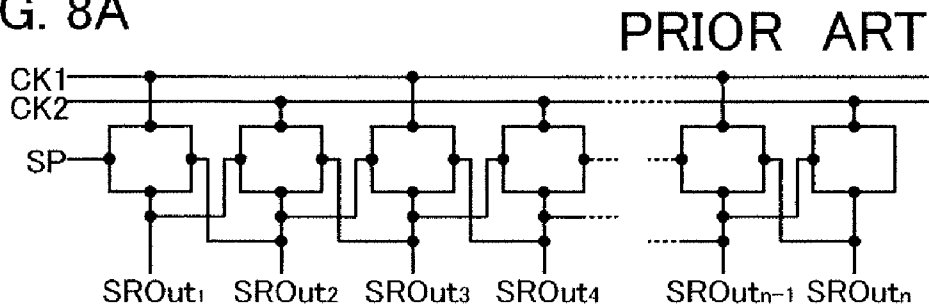 G. 8A
PRIOR ART
CK1
CK2
SP
SROut1 SROut2 SROut3 SROut4 SROutn-1 SROutn